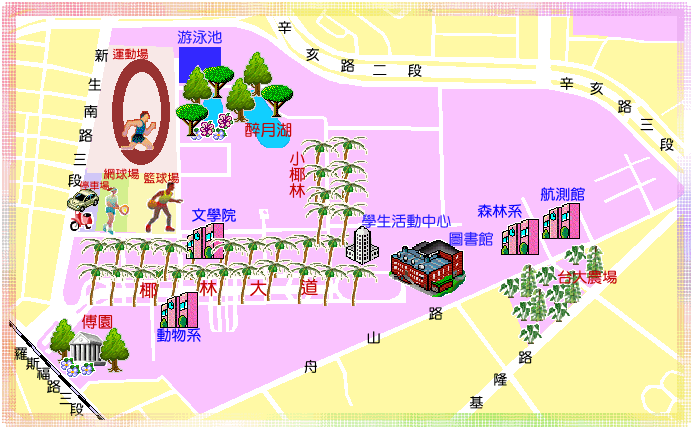 游泳池
運動場
新生南路三段
辛亥路二段
辛亥路三段
醉月湖
小椰林
網球場
籃球場
停車場
文學院
學生活動中心
圖書館
森林系
航測館
台大農場
椰林大道
動物系
傅園
舟山路
基隆路
羅斯福路三段